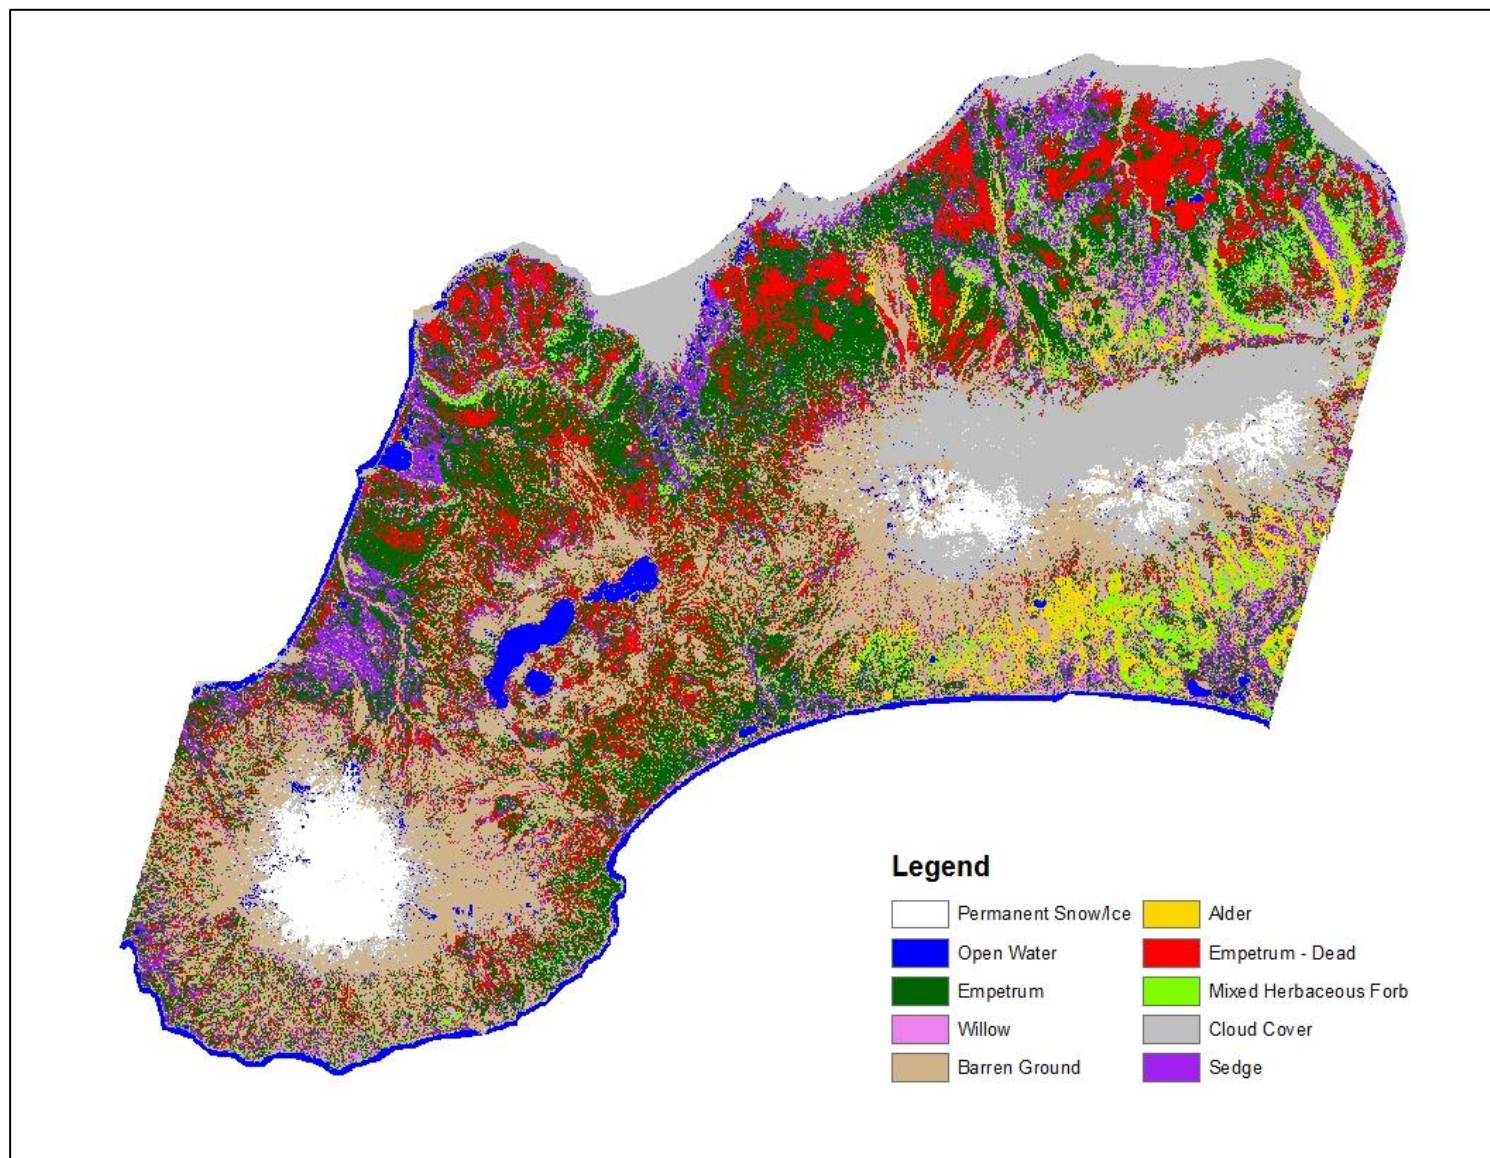 Legend
Permanent Snow/Ice
Open Water
Empetrum
Willow
Barren Ground
Alder
Empetrum - Dead
Mixed Herbaceous Forb
Cloud Cover
Sedge